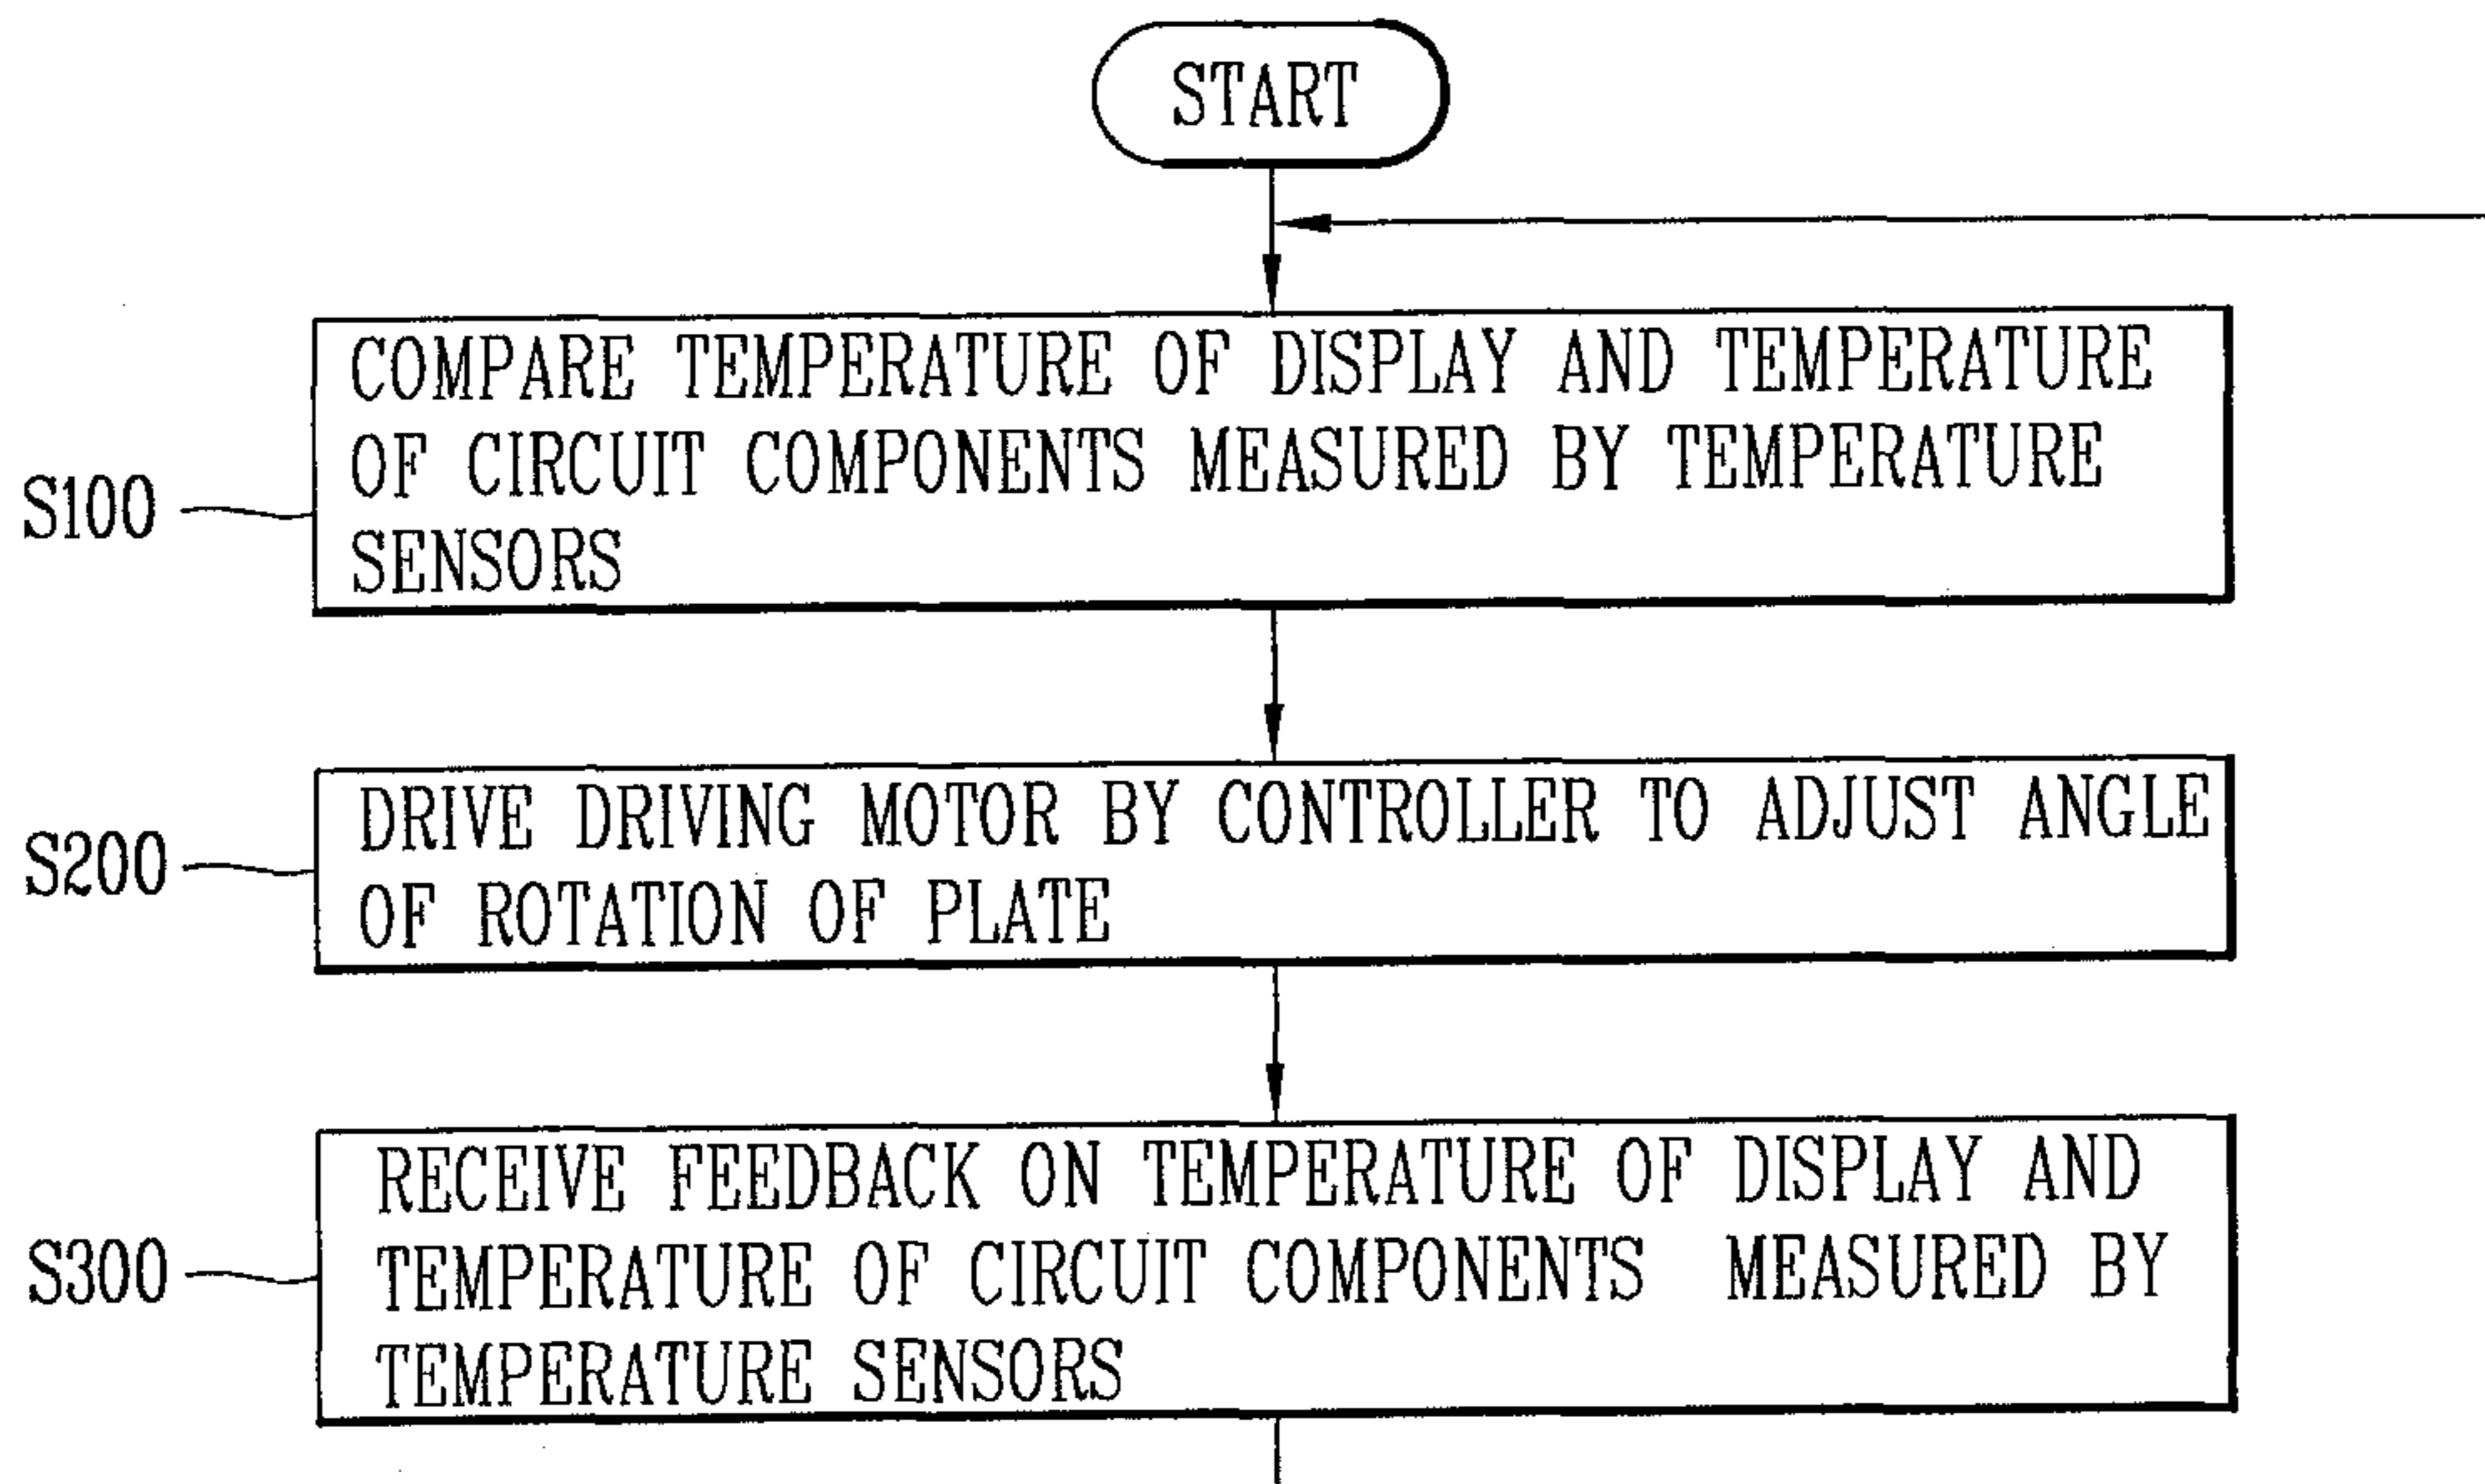 START
COMPARE TEMPERATURE OF DISPLAY AND TEMPERATURE
OF CIRCUIT COMPONENTS MEASURED BY TEMPERATURE
SENSORS
S100
DRIVE DRIVING MOTOR BY CONTROLLER TO ADJUST ANGLE
OF ROTATION OF PLATE
S200
RECEIVE FEEDBACK ON TEMPERATURE OF DISPLAY AND
TEMPERATURE OF CIRCUIT COMPONENTS MEASURED BY
TEMPERATURE SENSORS
S300